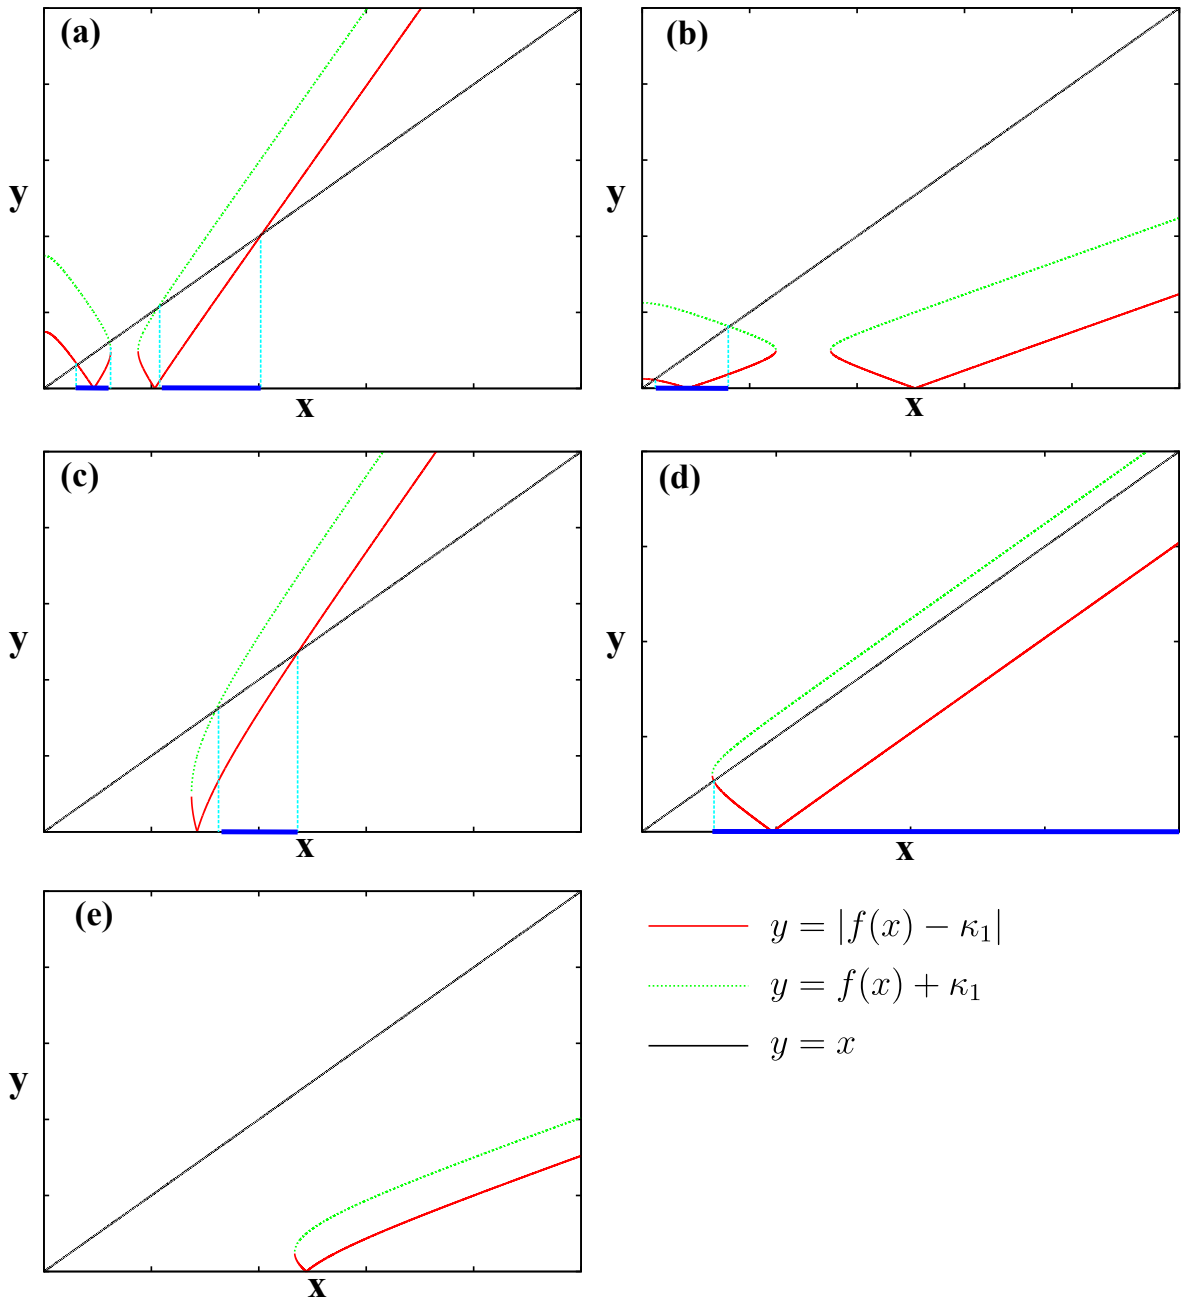 (a)
y
x
(b)
y
x
(c)
y
x
(d)
y
x
(e)
y
x
y = |f(x) − κ₁|
y = f(x) + κ₁
y = x